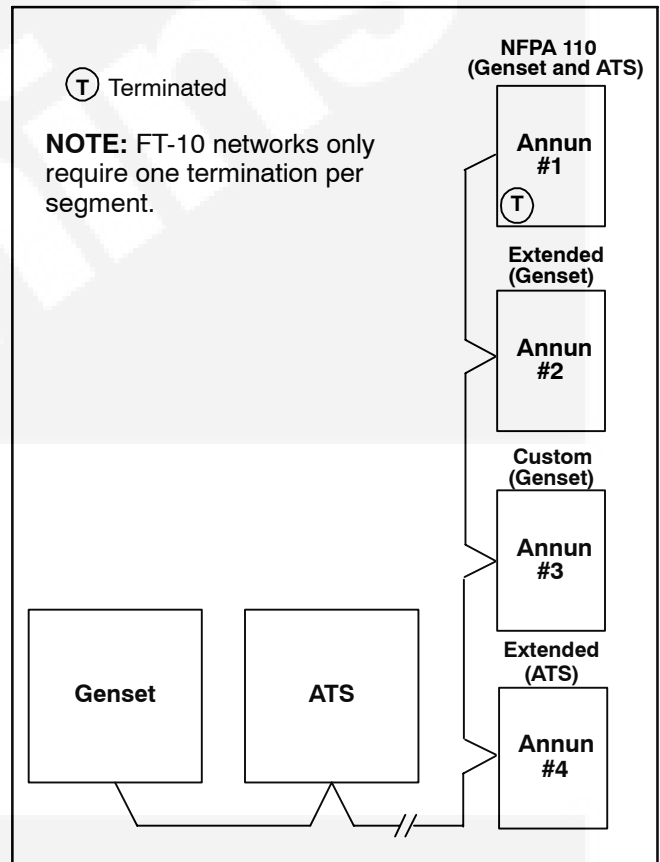 T Terminated
NOTE: FT-10 networks only
require one termination per
segment.
NFPA 110
(Genset and ATS)
Annun
#1
T
Extended
(Genset)
Annun
#2
Custom
(Genset)
Annun
#3
Extended
(ATS)
Annun
#4
Genset
ATS